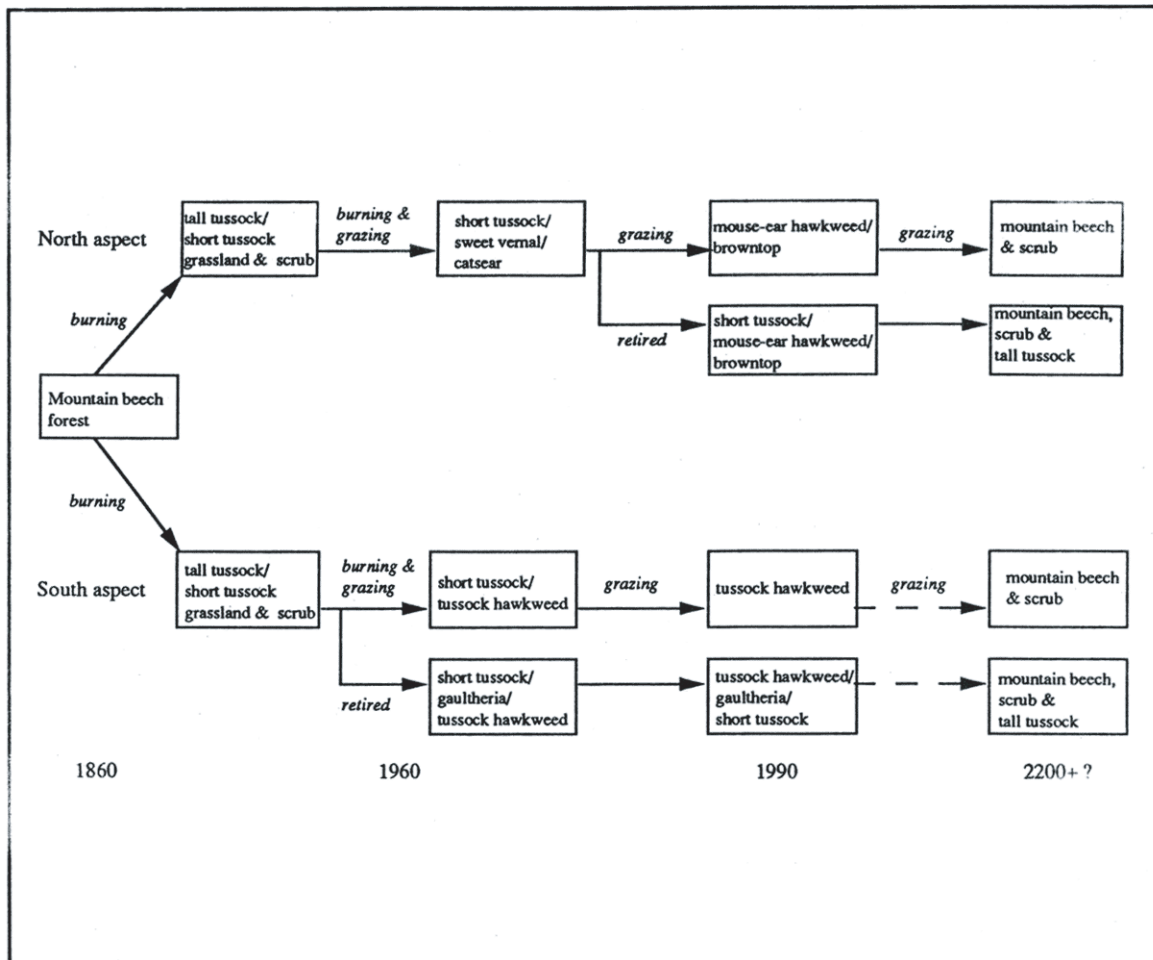 North aspect
tall tussock/
short tussock
grassland & scrub
burning &
grazing
short tussock/
sweet vernal/
catsear
grazing
mouse-ear hawkweed/
browntop
grazing
mountain beech
& scrub
burning
retired
short tussock/
mouse-ear hawkweed/
browntop
mountain beech,
scrub &
tall tussock
Mountain beech
forest
burning
South aspect
tall tussock/
short tussock
grassland & scrub
burning &
grazing
short tussock/
tussock hawkweed
grazing
tussock hawkweed
grazing
mountain beech
& scrub
retired
short tussock/
gaultheria/
tussock hawkweed
tussock hawkweed/
gaultheria/
short tussock
mountain beech,
scrub &
tall tussock
1860
1960
1990
2200+ ?